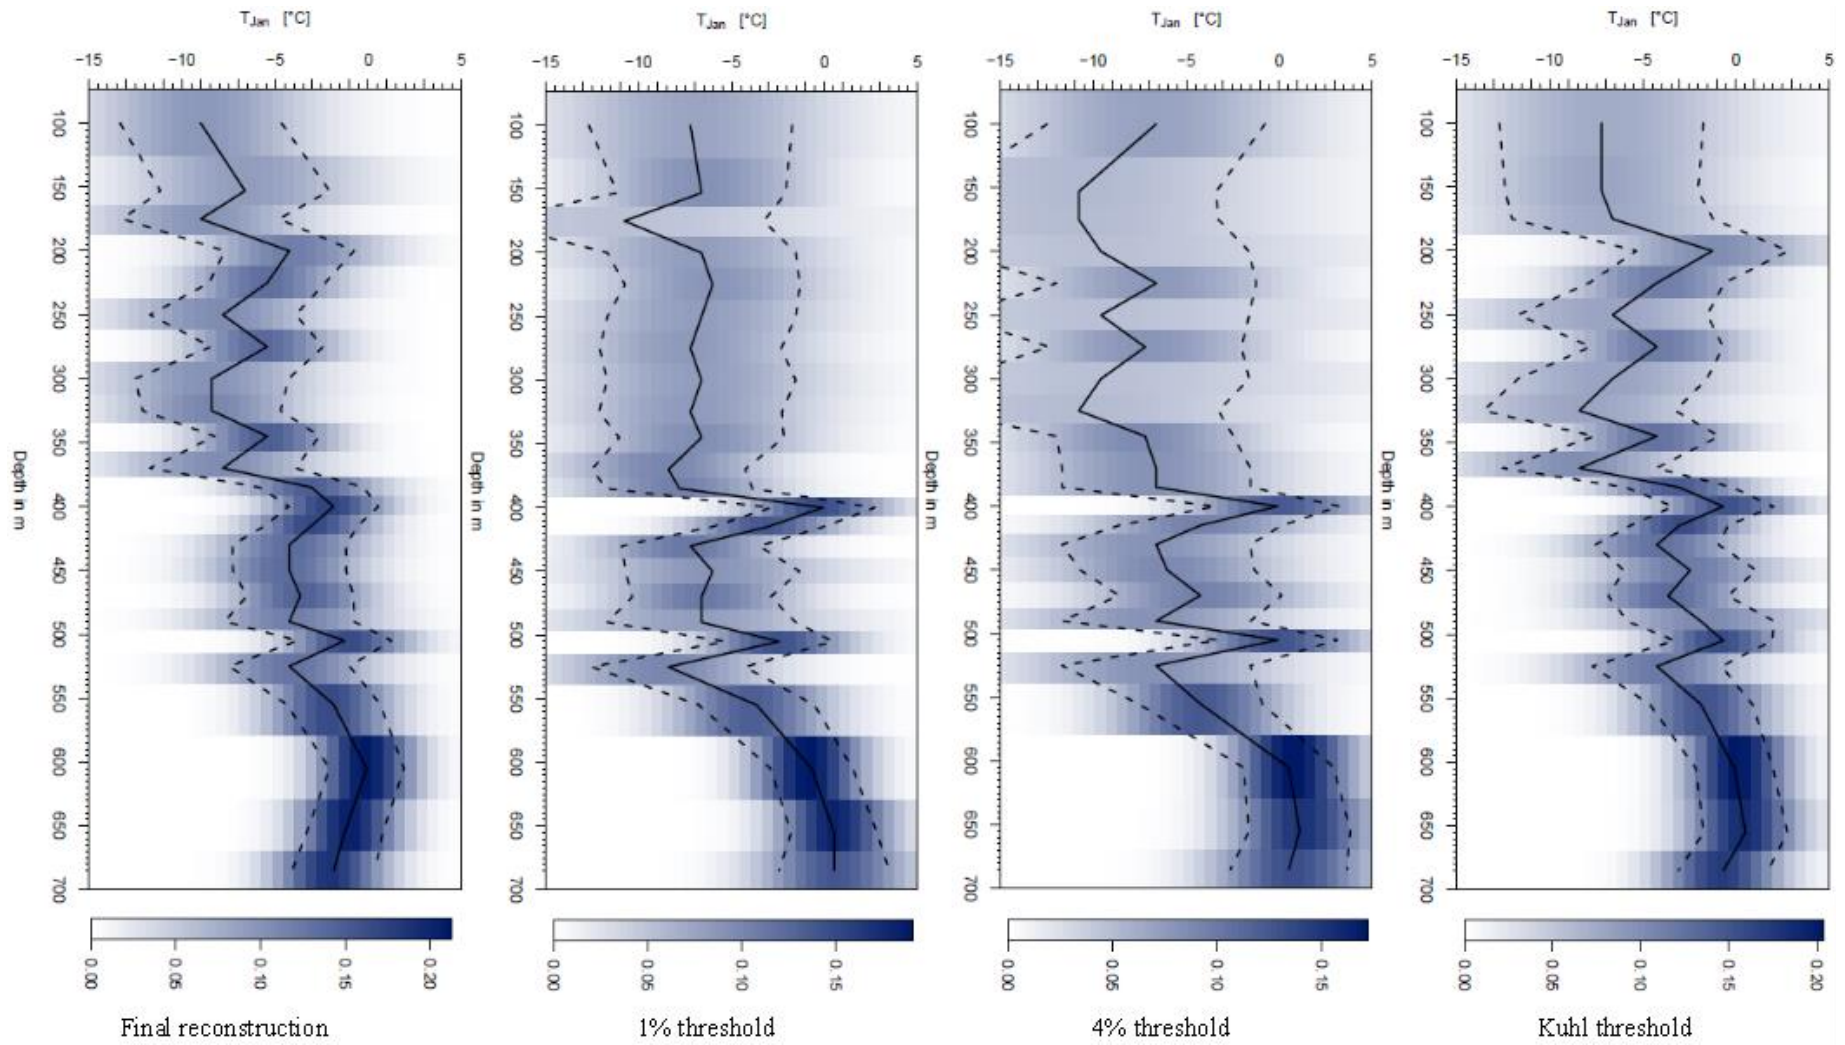 T_Jan [°C]
−15 −10 −5 0 5
100 150 200 250 300 350 400 450 500 550 600 650 700
Depth in m
0.00 0.05 0.10 0.15 0.20
Final reconstruction
T_Jan [°C]
−15 −10 −5 0 5
100 150 200 250 300 350 400 450 500 550 600 650 700
Depth in m
0.00 0.05 0.10 0.15
1% threshold
T_Jan [°C]
−15 −10 −5 0 5
100 150 200 250 300 350 400 450 500 550 600 650 700
Depth in m
0.00 0.05 0.10 0.15
4% threshold
T_Jan [°C]
−15 −10 −5 0 5
100 150 200 250 300 350 400 450 500 550 600 650 700
Depth in m
0.00 0.05 0.10 0.15 0.20
Kuhl threshold